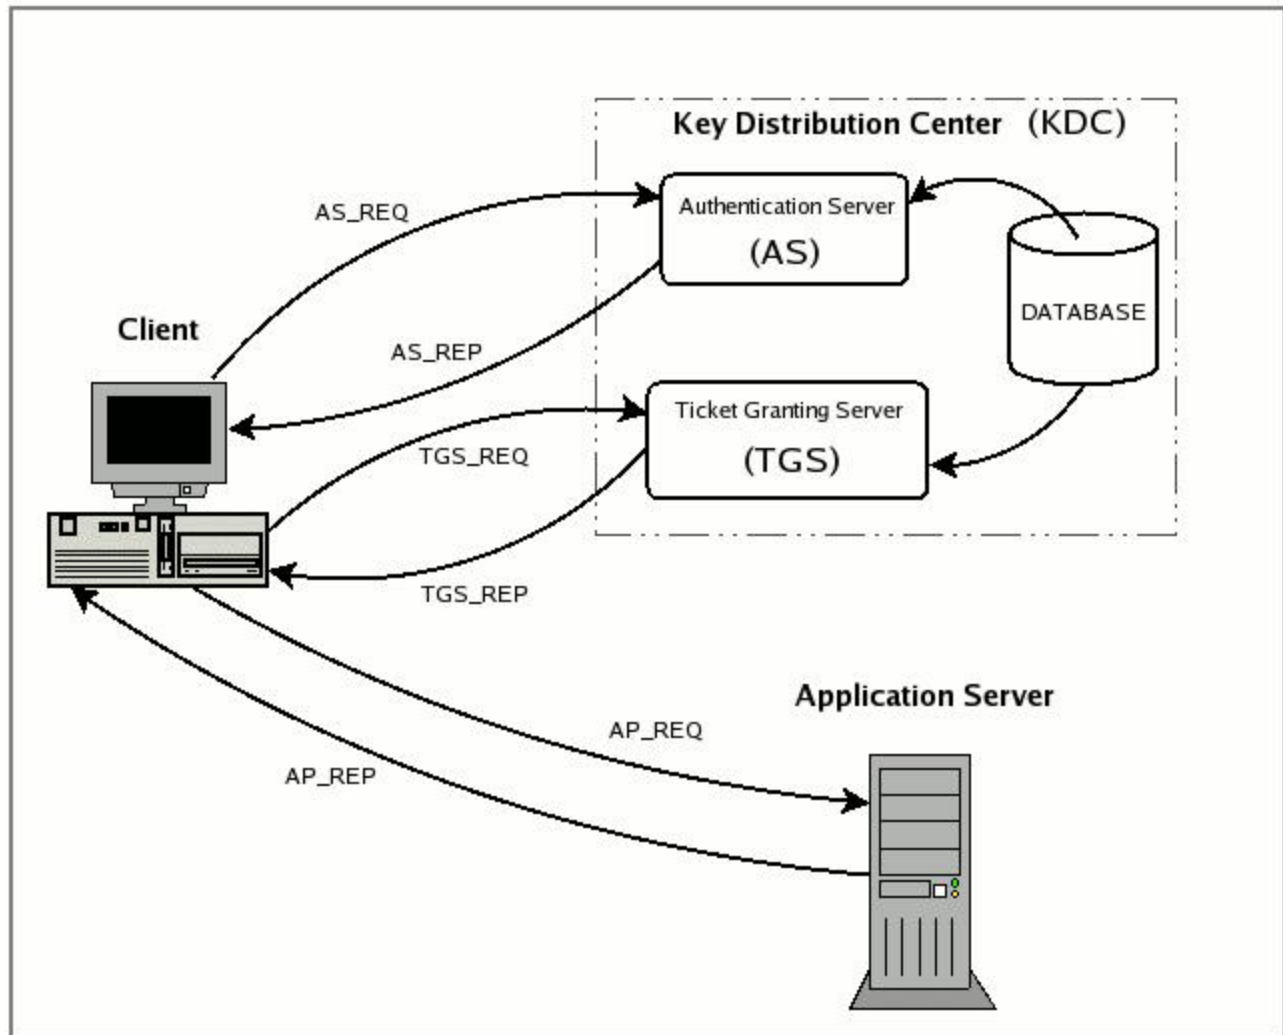 Key Distribution Center (KDC)
AS_REQ
Authentication Server
(AS)
DATABASE
Client
AS_REP
Ticket Granting Server
(TGS)
TGS_REQ
TGS_REP
Application Server
AP_REQ
AP_REP